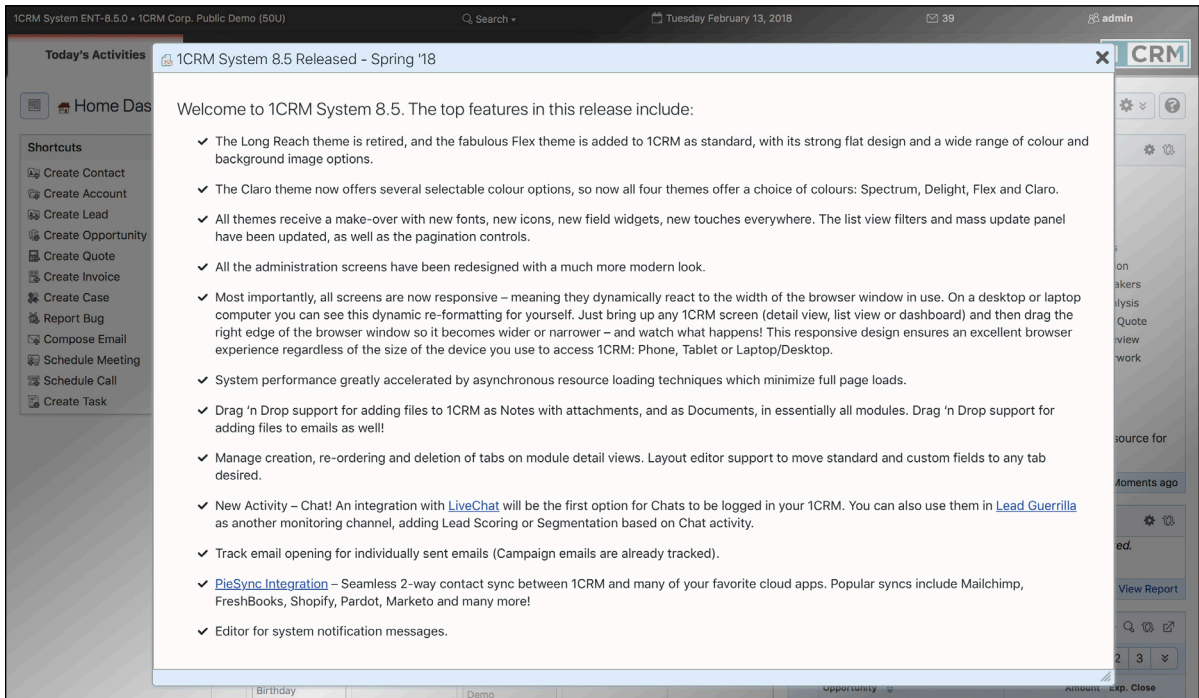 1CRM System ENT-8.5.0 • 1CRM Corp. Public Demo (50U)
Search
Tuesday February 13, 2018
39
admin
Today's Activities
CRM
1CRM System 8.5 Released - Spring '18
Home Das
Welcome to 1CRM System 8.5. The top features in this release include:
The Long Reach theme is retired, and the fabulous Flex theme is added to 1CRM as standard, with its strong flat design and a wide range of colour and
background image options.
The Claro theme now offers several selectable colour options, so now all four themes offer a choice of colours: Spectrum, Delight, Flex and Claro.
All themes receive a make-over with new fonts, new icons, new field widgets, new touches everywhere. The list view filters and mass update panel
have been updated, as well as the pagination controls.
All the administration screens have been redesigned with a much more modern look.
Most importantly, all screens are now responsive – meaning they dynamically react to the width of the browser window in use. On a desktop or laptop
computer you can see this dynamic re-formatting for yourself. Just bring up any 1CRM screen (detail view, list view or dashboard) and then drag the
right edge of the browser window so it becomes wider or narrower – and watch what happens! This responsive design ensures an excellent browser
experience regardless of the size of the device you use to access 1CRM: Phone, Tablet or Laptop/Desktop.
System performance greatly accelerated by asynchronous resource loading techniques which minimize full page loads.
Drag 'n Drop support for adding files to 1CRM as Notes with attachments, and as Documents, in essentially all modules. Drag 'n Drop support for
adding files to emails as well!
Manage creation, re-ordering and deletion of tabs on module detail views. Layout editor support to move standard and custom fields to any tab
desired.
New Activity – Chat! An integration with LiveChat will be the first option for Chats to be logged in your 1CRM. You can also use them in Lead Guerrilla
as another monitoring channel, adding Lead Scoring or Segmentation based on Chat activity.
Track email opening for individually sent emails (Campaign emails are already tracked).
PieSync Integration – Seamless 2-way contact sync between 1CRM and many of your favorite cloud apps. Popular syncs include Mailchimp,
FreshBooks, Shopify, Pardot, Marketo and many more!
Editor for system notification messages.
Shortcuts
Create Contact
Create Account
Create Lead
Create Opportunity
Create Quote
Create Invoice
Create Case
Report Bug
Compose Email
Schedule Meeting
Schedule Call
Create Task
on
akers
lysis
Quote
view
work
source for
Moments ago
ed.
View Report
2 3
Birthday
Demo
Opportunity
Amount
Exp. Close